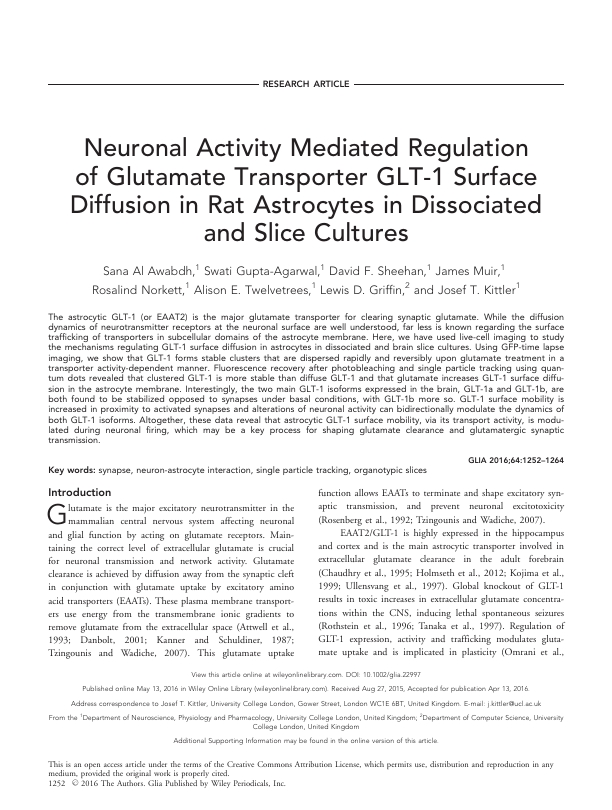 RESEARCH ARTICLE
Neuronal Activity Mediated Regulation
of Glutamate Transporter GLT-1 Surface
Diffusion in Rat Astrocytes in Dissociated
and Slice Cultures
Sana Al Awabdh,1 Swati Gupta-Agarwal,1 David F. Sheehan,1 James Muir,1
Rosalind Norkett,1 Alison E. Twelvetrees,1 Lewis D. Griffin,2 and Josef T. Kittler1
The astrocytic GLT-1 (or EAAT2) is the major glutamate transporter for clearing synaptic glutamate. While the diffusion
dynamics of neurotransmitter receptors at the neuronal surface are well understood, far less is known regarding the surface
trafficking of transporters in subcellular domains of the astrocyte membrane. Here, we have used live-cell imaging to study
the mechanisms regulating GLT-1 surface diffusion in astrocytes in dissociated and brain slice cultures. Using GFP-time lapse
imaging, we show that GLT-1 forms stable clusters that are dispersed rapidly and reversibly upon glutamate treatment in a
transporter activity-dependent manner. Fluorescence recovery after photobleaching and single particle tracking using quan-
tum dots revealed that clustered GLT-1 is more stable than diffuse GLT-1 and that glutamate increases GLT-1 surface diffu-
sion in the astrocyte membrane. Interestingly, the two main GLT-1 isoforms expressed in the brain, GLT-1a and GLT-1b, are
both found to be stabilized opposed to synapses under basal conditions, with GLT-1b more so. GLT-1 surface mobility is
increased in proximity to activated synapses and alterations of neuronal activity can bidirectionally modulate the dynamics of
both GLT-1 isoforms. Altogether, these data reveal that astrocytic GLT-1 surface mobility, via its transport activity, is modu-
lated during neuronal firing, which may be a key process for shaping glutamate clearance and glutamatergic synaptic
transmission.
GLIA 2016;64:1252–1264
Key words: synapse, neuron-astrocyte interaction, single particle tracking, organotypic slices
Introduction
Glutamate is the major excitatory neurotransmitter in the
mammalian central nervous system affecting neuronal
and glial function by acting on glutamate receptors. Main-
taining the correct level of extracellular glutamate is crucial
for neuronal transmission and network activity. Glutamate
clearance is achieved by diffusion away from the synaptic cleft
in conjunction with glutamate uptake by excitatory amino
acid transporters (EAATs). These plasma membrane transport-
ers use energy from the transmembrane ionic gradients to
remove glutamate from the extracellular space (Attwell et al.,
1993; Danbolt, 2001; Kanner and Schuldiner, 1987;
Tzingounis and Wadiche, 2007). This glutamate uptake
function allows EAATs to terminate and shape excitatory syn-
aptic transmission, and prevent neuronal excitotoxicity
(Rosenberg et al., 1992; Tzingounis and Wadiche, 2007).
EAAT2/GLT-1 is highly expressed in the hippocampus
and cortex and is the main astrocytic transporter involved in
extracellular glutamate clearance in the adult forebrain
(Chaudhry et al., 1995; Holmseth et al., 2012; Kojima et al.,
1999; Ullensvang et al., 1997). Global knockout of GLT-1
results in toxic increases in extracellular glutamate concentra-
tions within the CNS, inducing lethal spontaneous seizures
(Rothstein et al., 1996; Tanaka et al., 1997). Regulation of
GLT-1 expression, activity and trafficking modulates gluta-
mate uptake and is implicated in plasticity (Omrani et al.,
View this article online at wileyonlinelibrary.com. DOI: 10.1002/glia.22997
Published online May 13, 2016 in Wiley Online Library (wileyonlinelibrary.com). Received Aug 27, 2015, Accepted for publication Apr 13, 2016.
Address correspondence to Josef T. Kittler, University College London, Gower Street, London WC1E 6BT, United Kingdom. E-mail: j.kittler@ucl.ac.uk
From the 1Department of Neuroscience, Physiology and Pharmacology, University College London, United Kingdom; 2Department of Computer Science, University
College London, United Kingdom
Additional Supporting Information may be found in the online version of this article.
This is an open access article under the terms of the Creative Commons Attribution License, which permits use, distribution and reproduction in any
medium, provided the original work is properly cited.
1252 © 2016 The Authors. Glia Published by Wiley Periodicals, Inc.